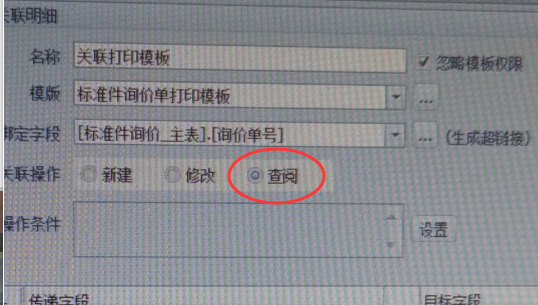 关联明细
名称 关联打印模板 忽略模板权限
模版 标准件询价单打印模板 ...
绑定字段 [标准件询价_主表].[询价单号] ... (生成超链接)
关联操作 新建 修改 查阅
操作条件 设置
传递字段 目标字段